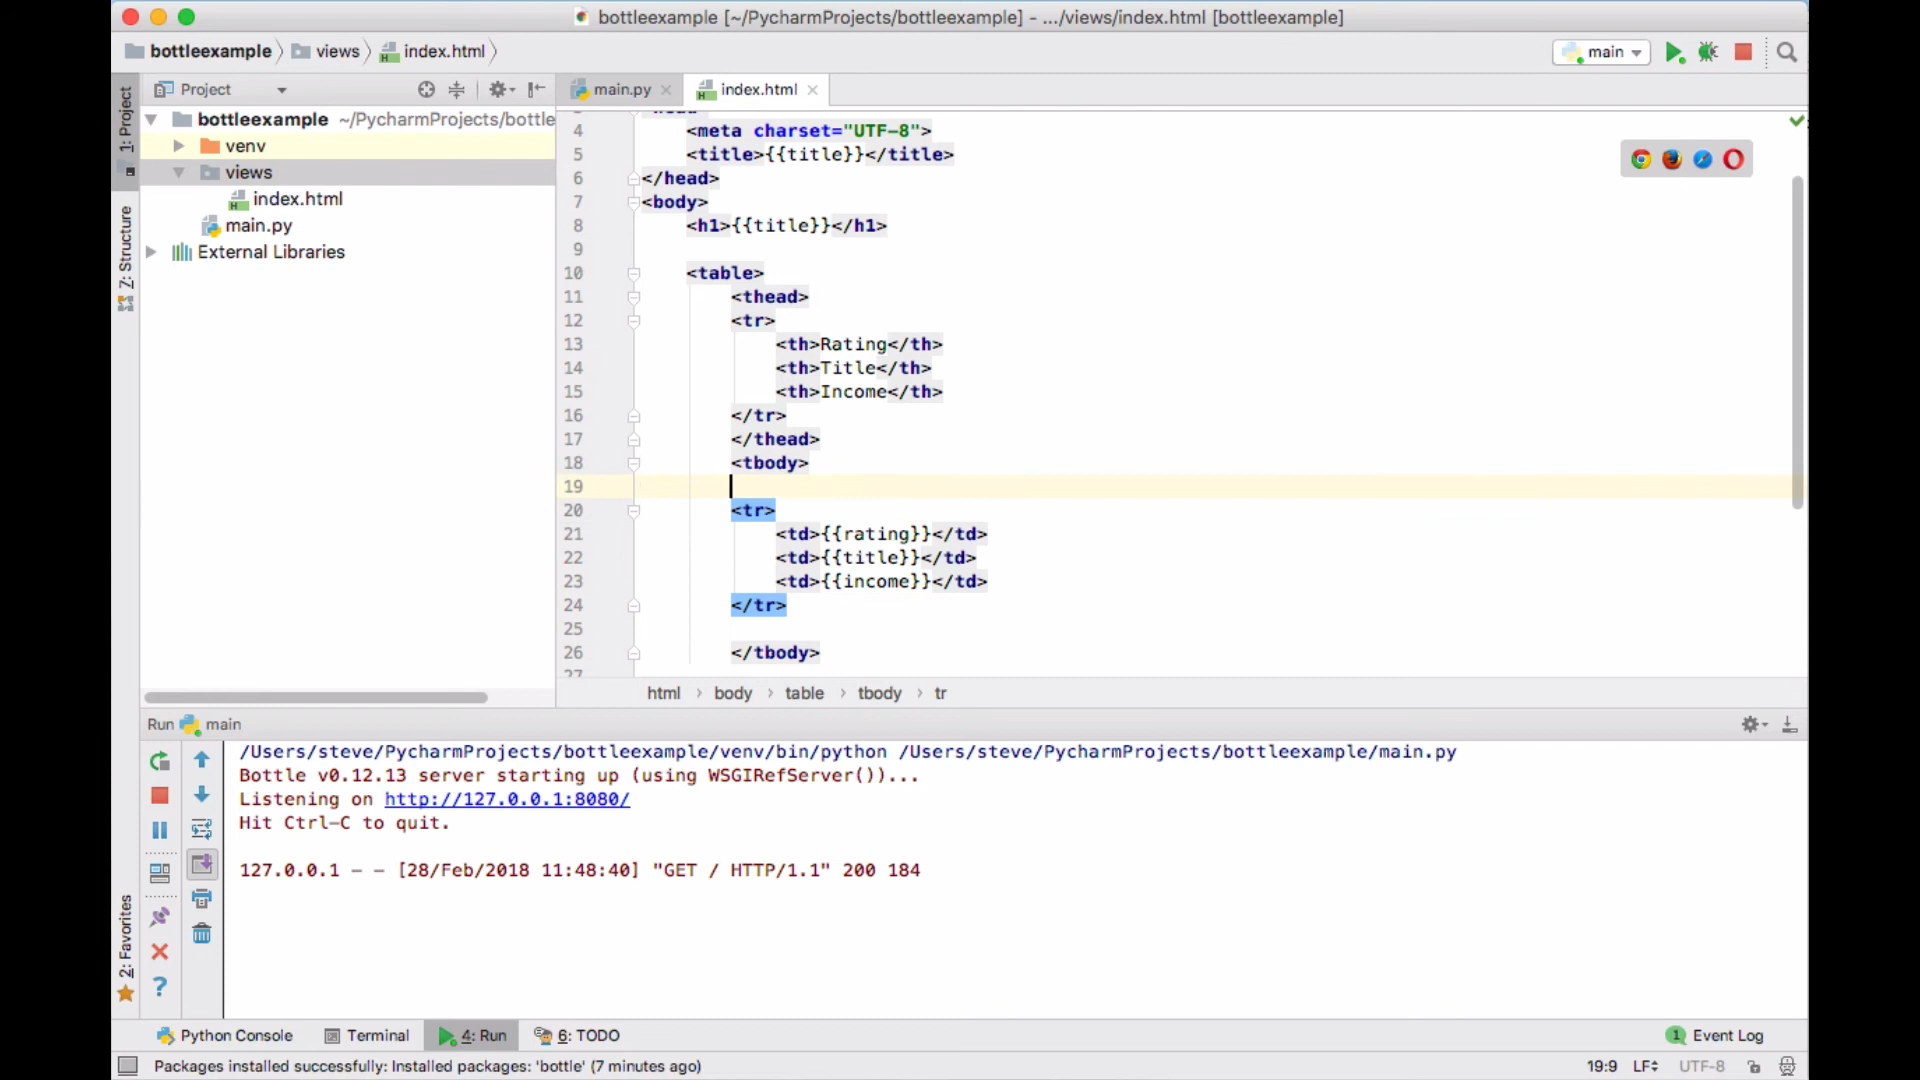 bottleexample [~/PycharmProjects/bottleexample] - .../views/index.html [bottleexample]
bottleexample views index.html main
1: Project
Z: Structure
2: Favorites
Project
bottleexample ~/PycharmProjects/bottle
venv
views
index.html
main.py
External Libraries
main.py index.html
4 <meta charset="UTF-8">
5 <title>{{title}}</title>
6 </head>
7 <body>
8 <h1>{{title}}</h1>
9
10 <table>
11 <thead>
12 <tr>
13 <th>Rating</th>
14 <th>Title</th>
15 <th>Income</th>
16 </tr>
17 </thead>
18 <tbody>
19
20 <tr>
21 <td>{{rating}}</td>
22 <td>{{title}}</td>
23 <td>{{income}}</td>
24 </tr>
25
26 </tbody>
27
html › body › table › tbody › tr
Run main
/Users/steve/PycharmProjects/bottleexample/venv/bin/python /Users/steve/PycharmProjects/bottleexample/main.py
Bottle v0.12.13 server starting up (using WSGIRefServer())...
Listening on http://127.0.0.1:8080/
Hit Ctrl-C to quit.
127.0.0.1 - - [28/Feb/2018 11:48:40] "GET / HTTP/1.1" 200 184
Python Console Terminal 4: Run 6: TODO 1 Event Log
Packages installed successfully: Installed packages: 'bottle' (7 minutes ago) 19:9 LF UTF-8